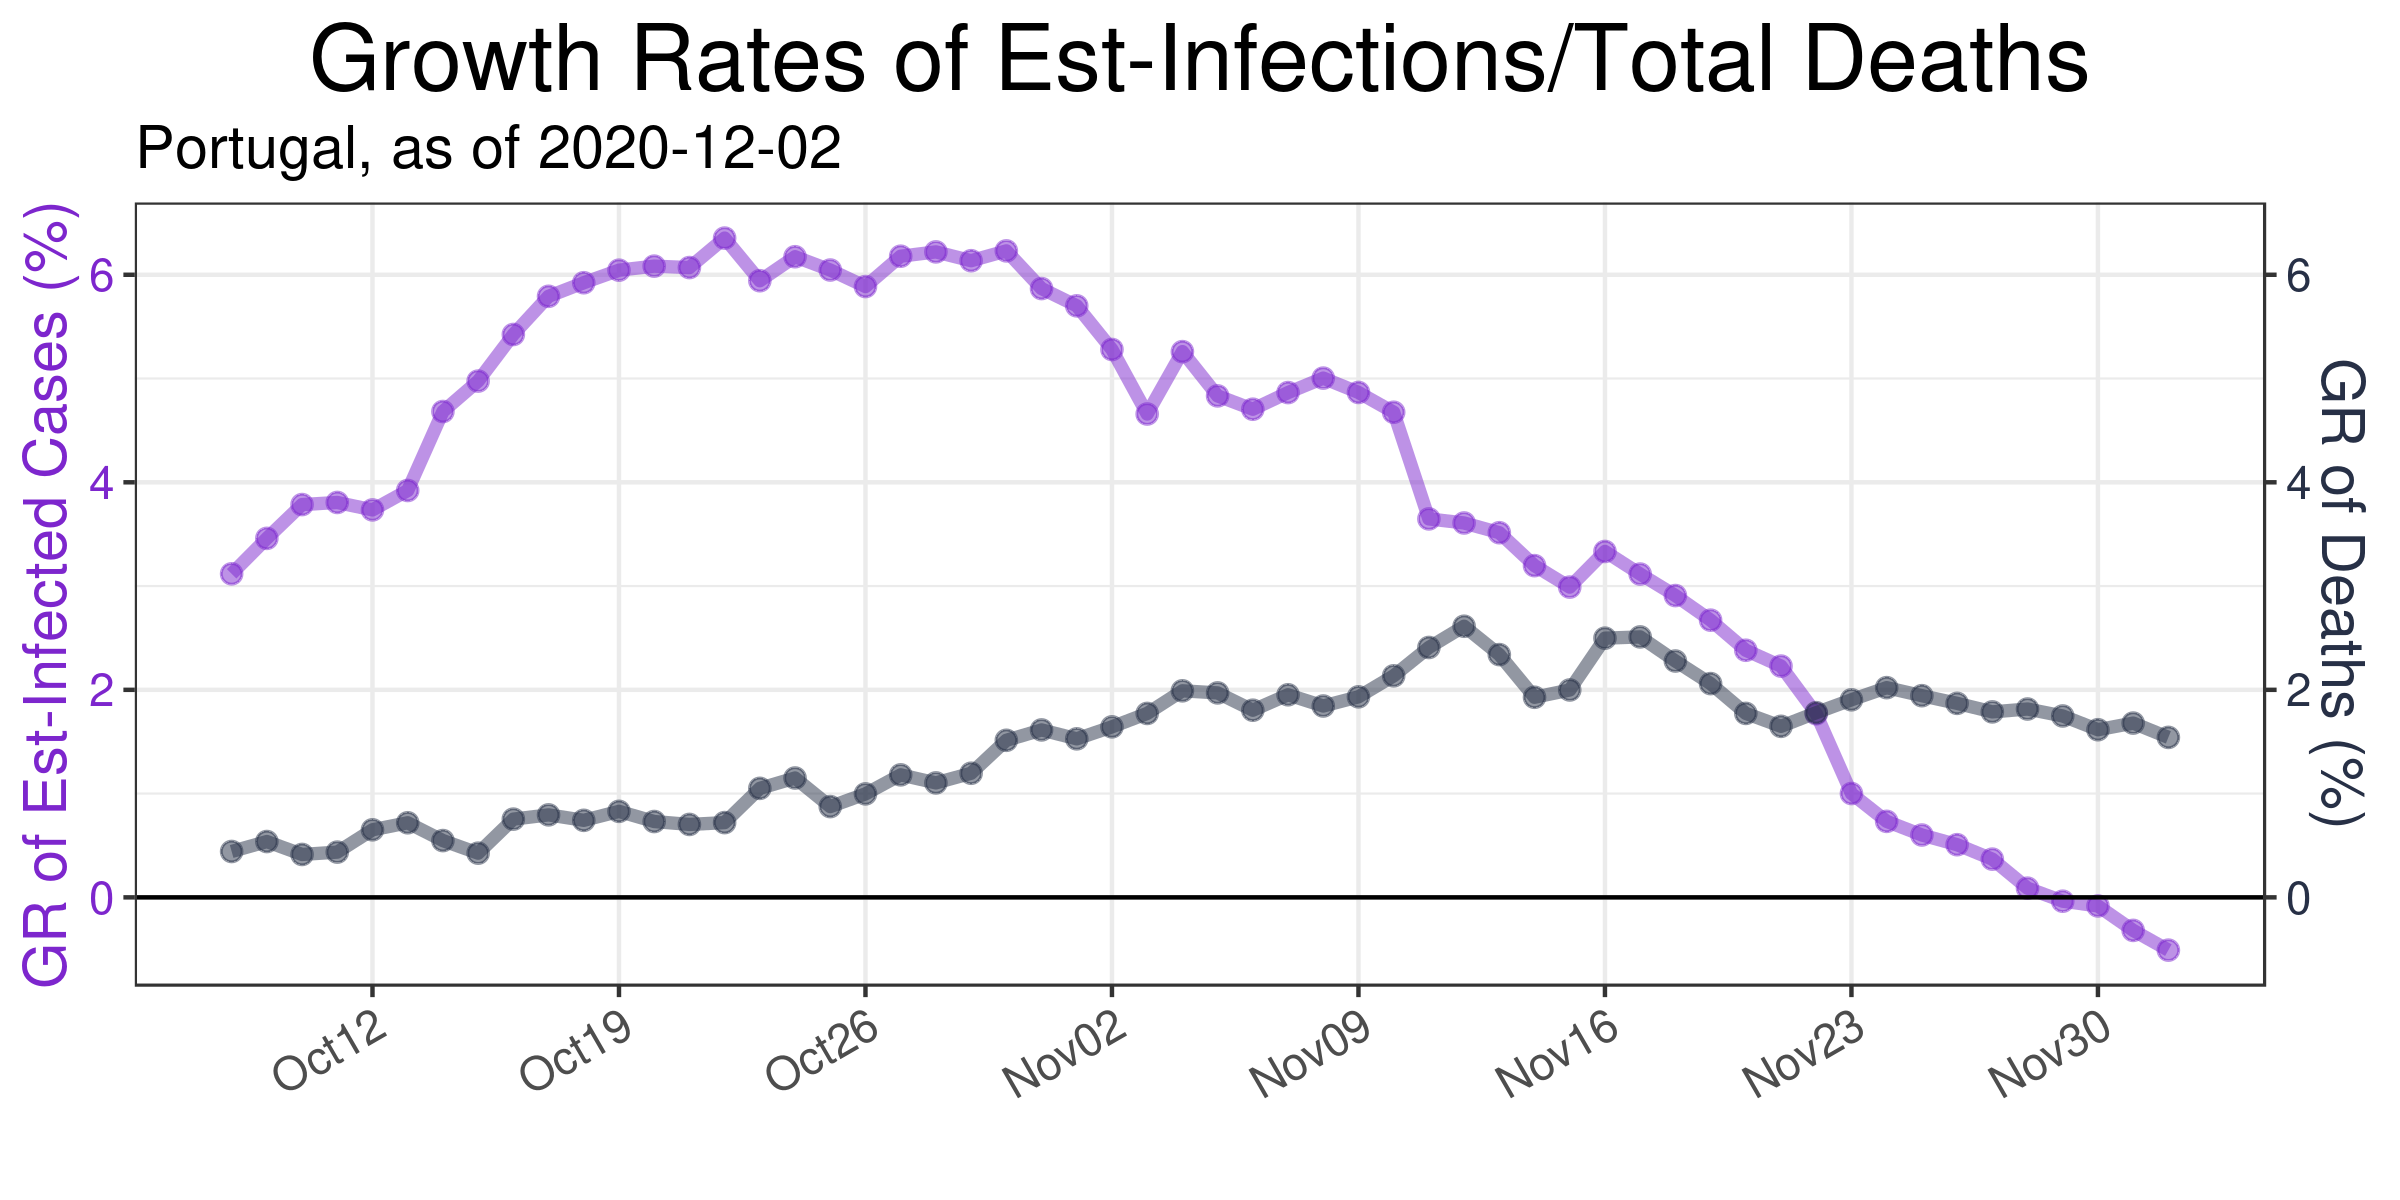 Growth Rates of Est-Infections/Total Deaths
Portugal, as of 2020-12-02
GR of Est-Infected Cases (%)
6
4
2
0
6
4
2
0
GR of Deaths (%)
Oct12
Oct19
Oct26
Nov02
Nov09
Nov16
Nov23
Nov30